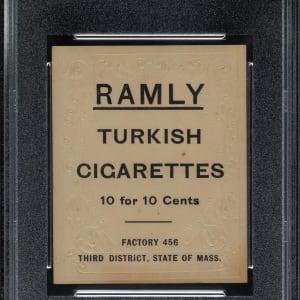 RAMLY
TURKISH
CIGARETTES
10 for 10 Cents
FACTORY 456
THIRD DISTRICT, STATE OF MASS.